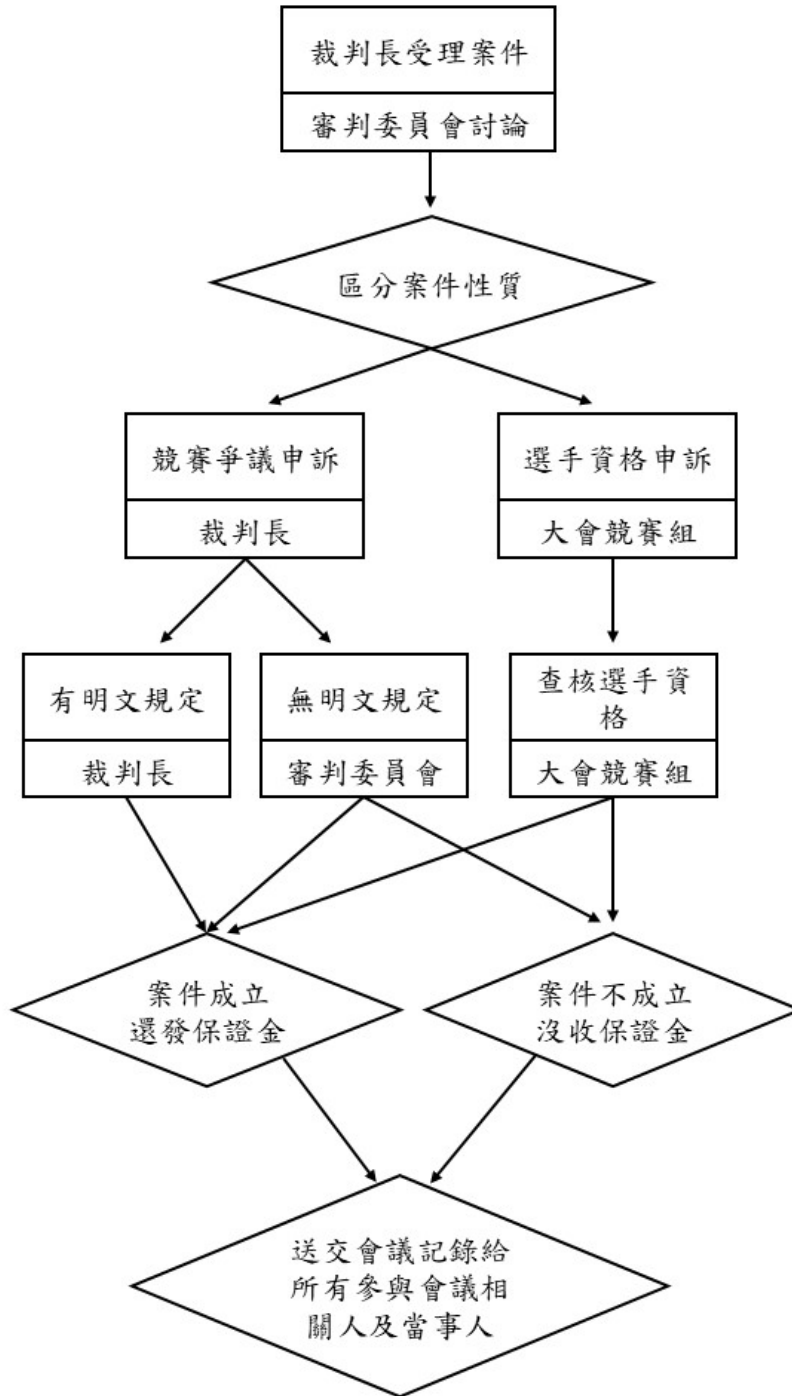 裁判長受理案件
審判委員會討論
區分案件性質
競賽爭議申訴
裁判長
選手資格申訴
大會競賽組
有明文規定
裁判長
無明文規定
審判委員會
查核選手資
格
大會競賽組
案件成立
還發保證金
案件不成立
沒收保證金
送交會議記錄給
所有參與會議相
關人及當事人